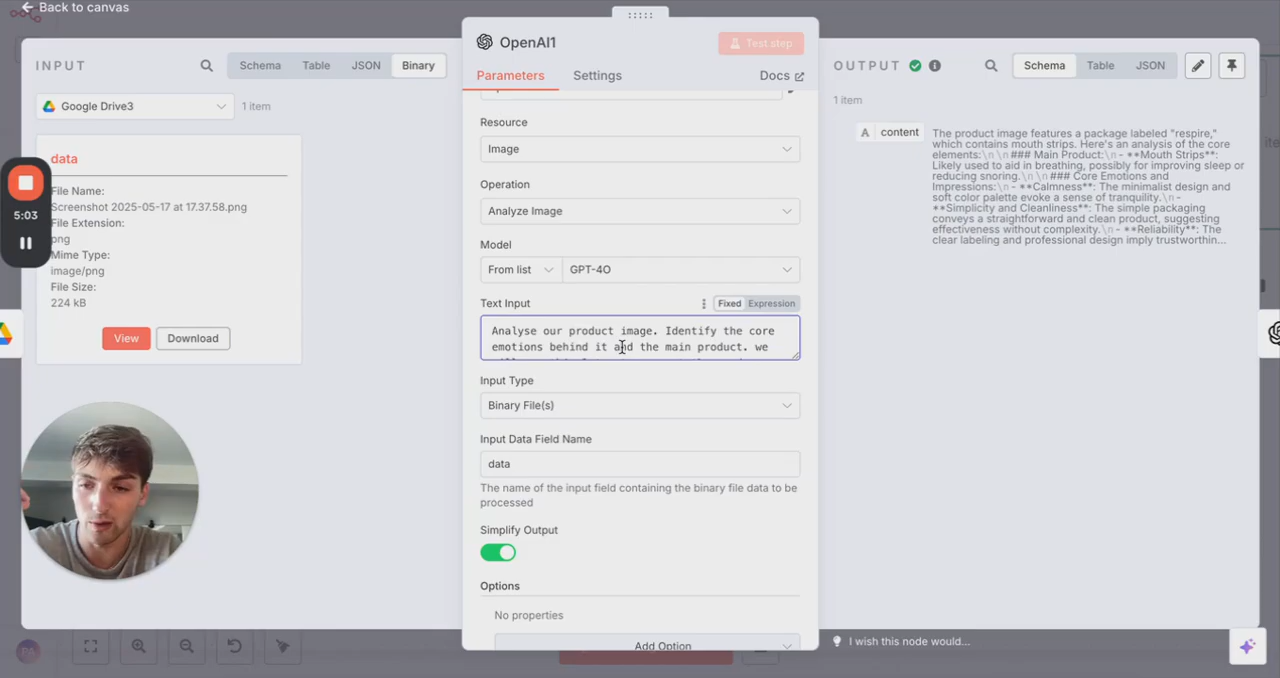 Back to canvas
INPUT
Schema
Table
JSON
Binary
Google Drive3
1 item
data
File Name:
Screenshot 2025-05-17 at 17.37.58.png
File Extension:
png
Mime Type:
image/png
File Size:
224 kB
View
Download
5:03
PA
OpenAI1
Test step
Parameters
Settings
Docs
Resource
Image
Operation
Analyze Image
Model
From list
GPT-4O
Text Input
Fixed
Expression
Analyse our product image. Identify the core
emotions behind it and the main product. we
Input Type
Binary File(s)
Input Data Field Name
data
The name of the input field containing the binary file data to be
processed
Simplify Output
Options
No properties
Add Option
OUTPUT
Schema
Table
JSON
1 item
A content
The product image features a package labeled "respire,"
which contains mouth strips. Here's an analysis of the core
elements:\n\n### Main Product:\n- **Mouth Strips**:
Likely used to aid in breathing, possibly for improving sleep or
reducing snoring.\n\n### Core Emotions and
Impressions:\n- **Calmness**: The minimalist design and
soft color palette evoke a sense of tranquility.\n-
**Simplicity and Cleanliness**: The simple packaging
conveys a straightforward and clean product, suggesting
effectiveness without complexity.\n- **Reliability**: The
clear labeling and professional design imply trustworthin...
I wish this node would...